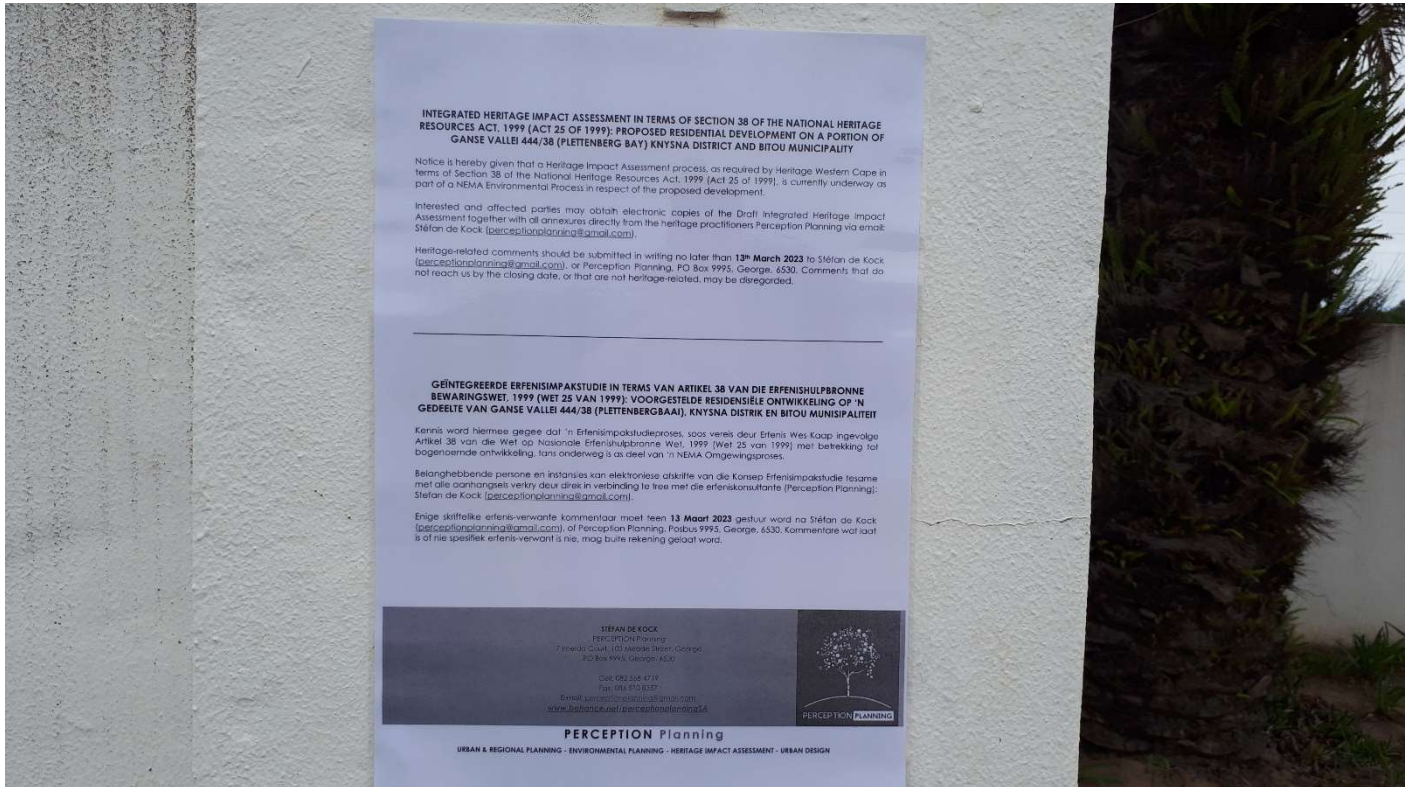 INTEGRATED HERITAGE IMPACT ASSESSMENT IN TERMS OF SECTION 38 OF THE NATIONAL HERITAGE
RESOURCES ACT, 1999 (ACT 25 OF 1999): PROPOSED RESIDENTIAL DEVELOPMENT ON A PORTION OF
GANSE VALLEI 444/38 (PLETTENBERG BAY) KNYSNA DISTRICT AND BITOU MUNICIPALITY
Notice is hereby given that a Heritage Impact Assessment process, as required by Heritage Western Cape in
terms of Section 38 of the National Heritage Resources Act, 1999 (Act 25 of 1999), is currently underway as
part of a NEMA Environmental Process in respect of the proposed development.
Interested and affected parties may obtain electronic copies of the Draft Integrated Heritage Impact
Assessment together with all annexures directly from the heritage practitioners Perception Planning via email:
Stéfan de Kock (perceptionplanning@gmail.com).
Heritage-related comments should be submitted in writing no later than 13th March 2023 to Stéfan de Kock
(perceptionplanning@gmail.com), or Perception Planning, PO Box 9995, George, 6530. Comments that do
not reach us by the closing date, or that are not heritage-related, may be disregarded.
GEÏNTEGREERDE ERFENISIMPAKSTUDIE IN TERMS VAN ARTIKEL 38 VAN DIE ERFENISHULPBRONNE
BEWARINGSWET, 1999 (WET 25 VAN 1999): VOORGESTELDE RESIDENSIËLE ONTWIKKELING OP 'N
GEDEELTE VAN GANSE VALLEI 444/38 (PLETTENBERGBAAI), KNYSNA DISTRIK EN BITOU MUNISIPALITEIT
Kennis word hiermee gegee dat 'n Erfenisimpakstudieproses, soos vereis deur Erfenis Wes Kaap ingevolge
Artikel 38 van die Wet op Nasionale Erfenishulpbronne Wet, 1999 (Wet 25 van 1999) met betrekking tot
bogenoemde ontwikkeling, tans onderweg is as deel van 'n NEMA Omgewingsproses.
Belanghebbende persone en instansies kan elektroniese afskrifte van die Konsep Erfenisimpakstudie tesame
met alle aanhangsels verkry deur direk in verbinding te tree met die erfeniskonsultante (Perception Planning):
Stefan de Kock (perceptionplanning@gmail.com).
Enige skriftelike erfenis-verwante kommentaar moet teen 13 Maart 2023 gestuur word na Stéfan de Kock
(perceptionplanning@gmail.com), of Perception Planning, Posbus 9995, George, 6530. Kommentare wat laat
is of nie spesifiek erfenis-verwant is nie, mag buite rekening gelaat word.
STÉFAN DE KOCK
PERCEPTION Planning
Court, 103 Meade Street, George
PO Box 9995, George, 6530
Cell: 082 568 4719
Fax: 086 510 8357
E-mail: perceptionplanning@gmail.com
www.behance.net/perceptionplanningSA
PERCEPTION PLANNING
PERCEPTION Planning
URBAN & REGIONAL PLANNING - ENVIRONMENTAL PLANNING - HERITAGE IMPACT ASSESSMENT - URBAN DESIGN